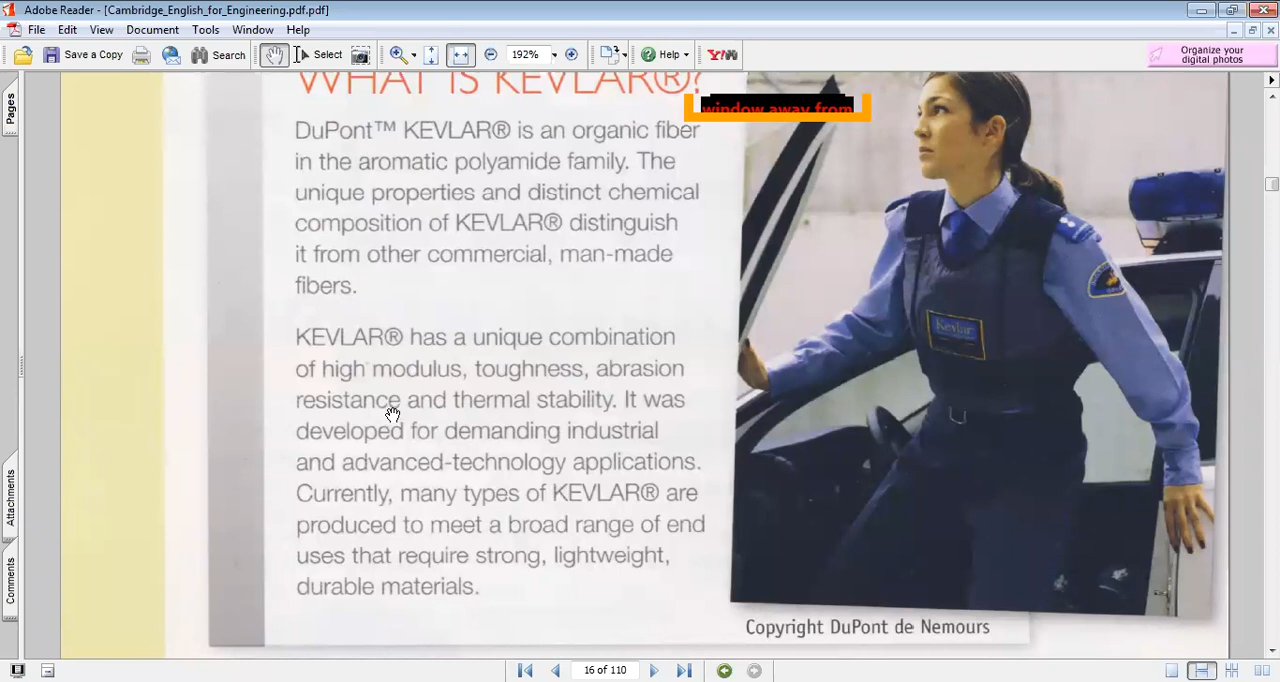 Adobe Reader - [Cambridge_English_for_Engineering.pdf.pdf]
File Edit View Document Tools Window Help
Save a Copy Search Select 192% Help Y! Organize your
digital photos
Pages
WHAT IS KEVLAR®?
window away from
DuPont™ KEVLAR® is an organic fiber
in the aromatic polyamide family. The
unique properties and distinct chemical
composition of KEVLAR® distinguish
it from other commercial, man-made
fibers.
KEVLAR® has a unique combination
of high modulus, toughness, abrasion
resistance and thermal stability. It was
developed for demanding industrial
and advanced-technology applications.
Currently, many types of KEVLAR® are
produced to meet a broad range of end
uses that require strong, lightweight,
durable materials.
Kevlar
Copyright DuPont de Nemours
Attachments
Comments
16 of 110